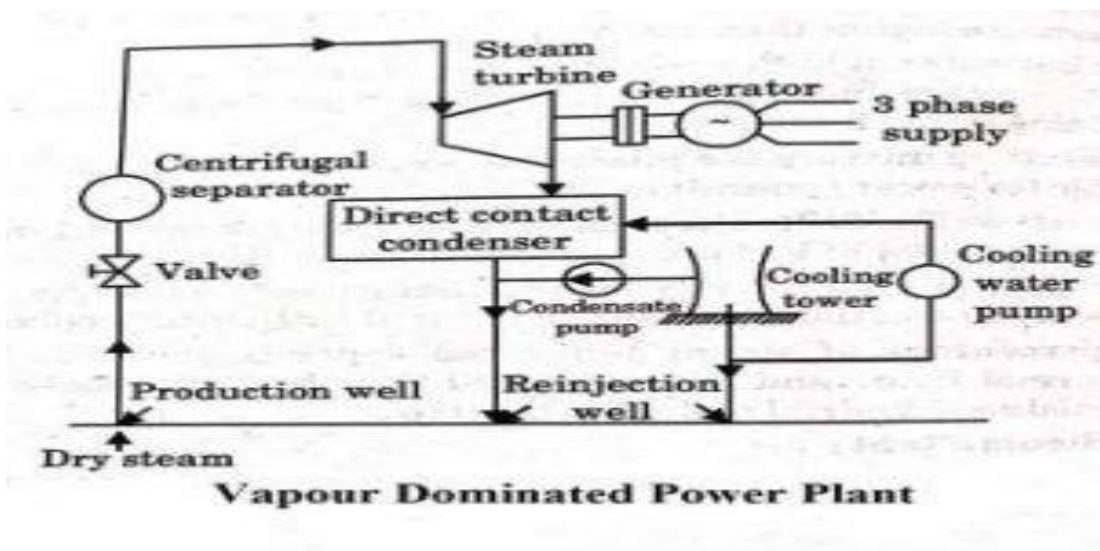 Steam
turbine
Generator
3 phase
supply
~
Centrifugal
separator
Direct contact
condenser
Valve
Condensate
pump
Cooling
tower
Cooling
water
pump
Production well
Reinjection
well
Dry steam
Vapour Dominated Power Plant